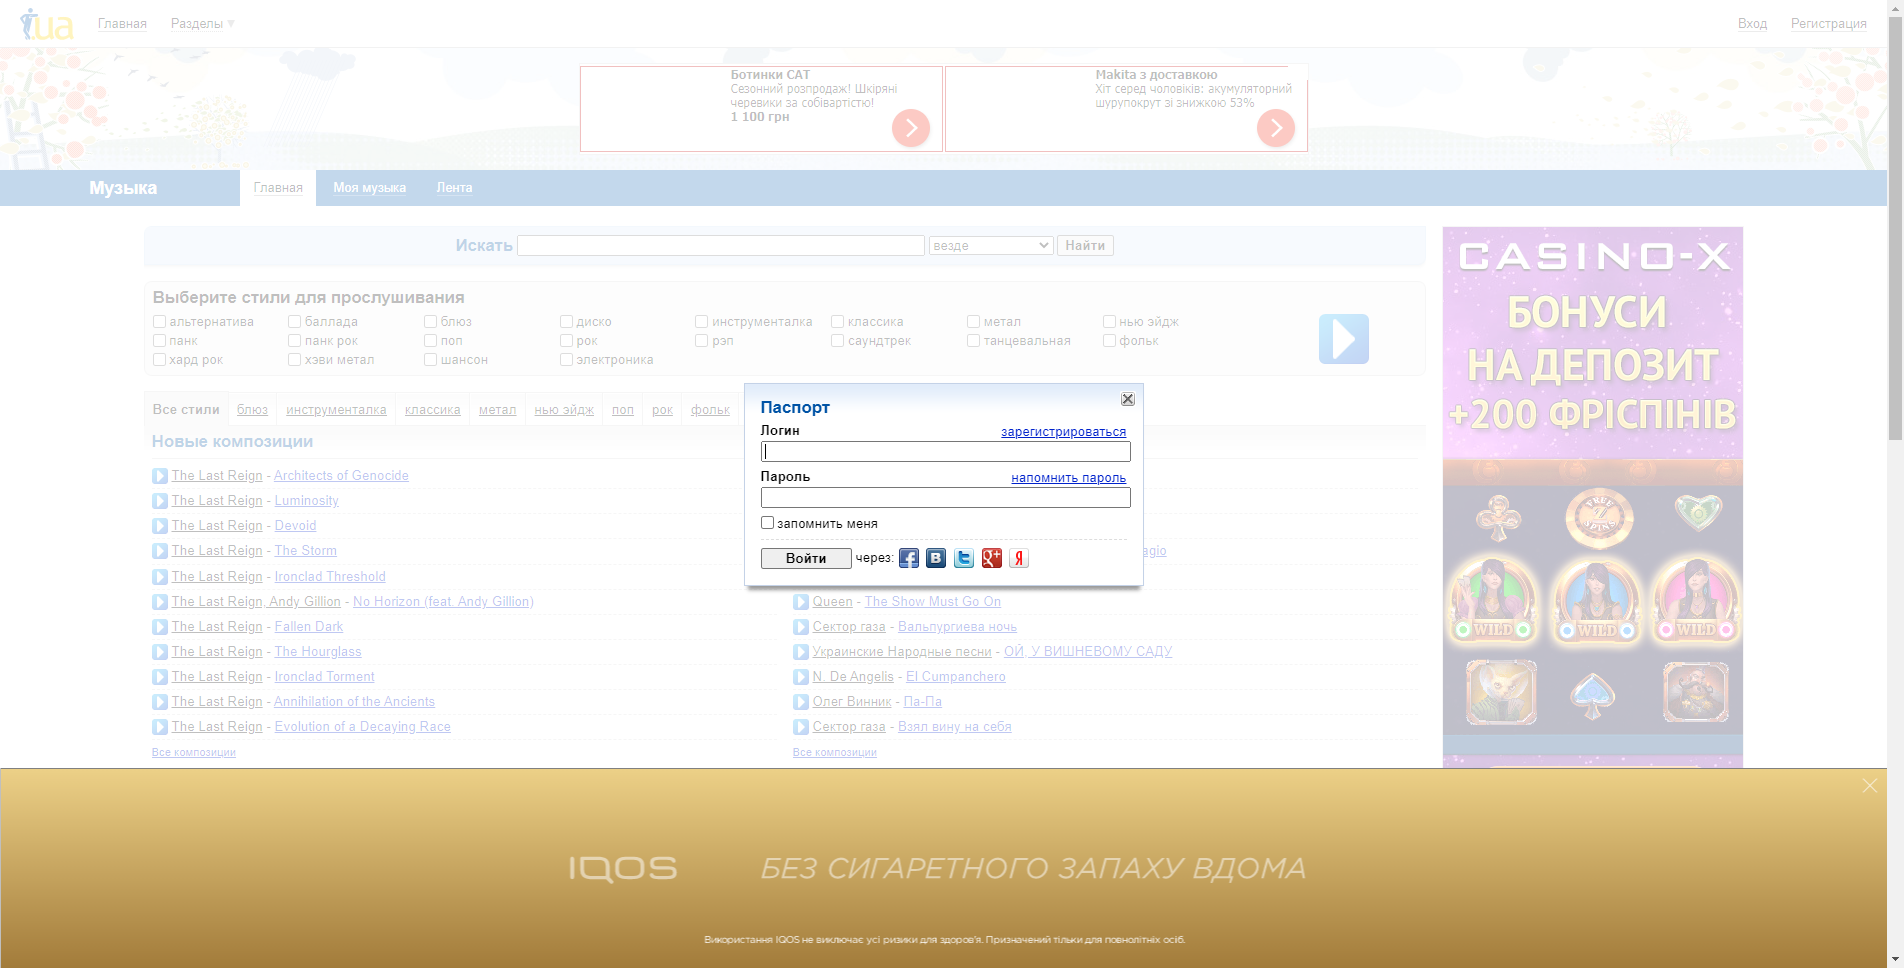 i.ua
Главная
Разделы ▾
Вход
Регистрация
Ботинки CAT
Сезонний розпродаж! Шкіряні
черевики за собівартістю!
1 100 грн
Makita з доставкою
Хіт серед чоловіків: акумуляторний
шурупокрут зі знижкою 53%
Музыка
Главная
Моя музыка
Лента
Искать
везде
Найти
Выберите стили для прослушивания
альтернатива баллада блюз диско инструменталка классика метал нью эйдж
панк панк рок поп рок рэп саундтрек танцевальная фольк
хард рок хэви метал шансон электроника
Все стили блюз инструменталка классика метал нью эйдж поп рок фольк
Новые композиции
The Last Reign - Architects of Genocide
The Last Reign - Luminosity
The Last Reign - Devoid
The Last Reign - The Storm
The Last Reign - Ironclad Threshold
The Last Reign, Andy Gillion - No Horizon (feat. Andy Gillion)
The Last Reign - Fallen Dark
The Last Reign - The Hourglass
The Last Reign - Ironclad Torment
The Last Reign - Annihilation of the Ancients
The Last Reign - Evolution of a Decaying Race
Все композиции
agio
Queen - The Show Must Go On
Сектор газа - Вальпургиева ночь
Украинские Народные песни - ОЙ, У ВИШНЕВОМУ САДУ
N. De Angelis - El Cumpanchero
Олег Винник - Па-Па
Сектор газа - Взял вину на себя
Все композиции
Паспорт
Логин
зарегистрироваться
Пароль
напомнить пароль
запомнить меня
Войти
через:
CASINO-X
БОНУСИ
НА ДЕПОЗИТ
+200 ФРІСПІНІВ
FREE
SPINS
WILD WILD WILD
IQOS
БЕЗ СИГАРЕТНОГО ЗАПАХУ ВДОМА
Використання IQOS не виключає усі ризики для здоров'я. Призначений тільки для повнолітніх осіб.